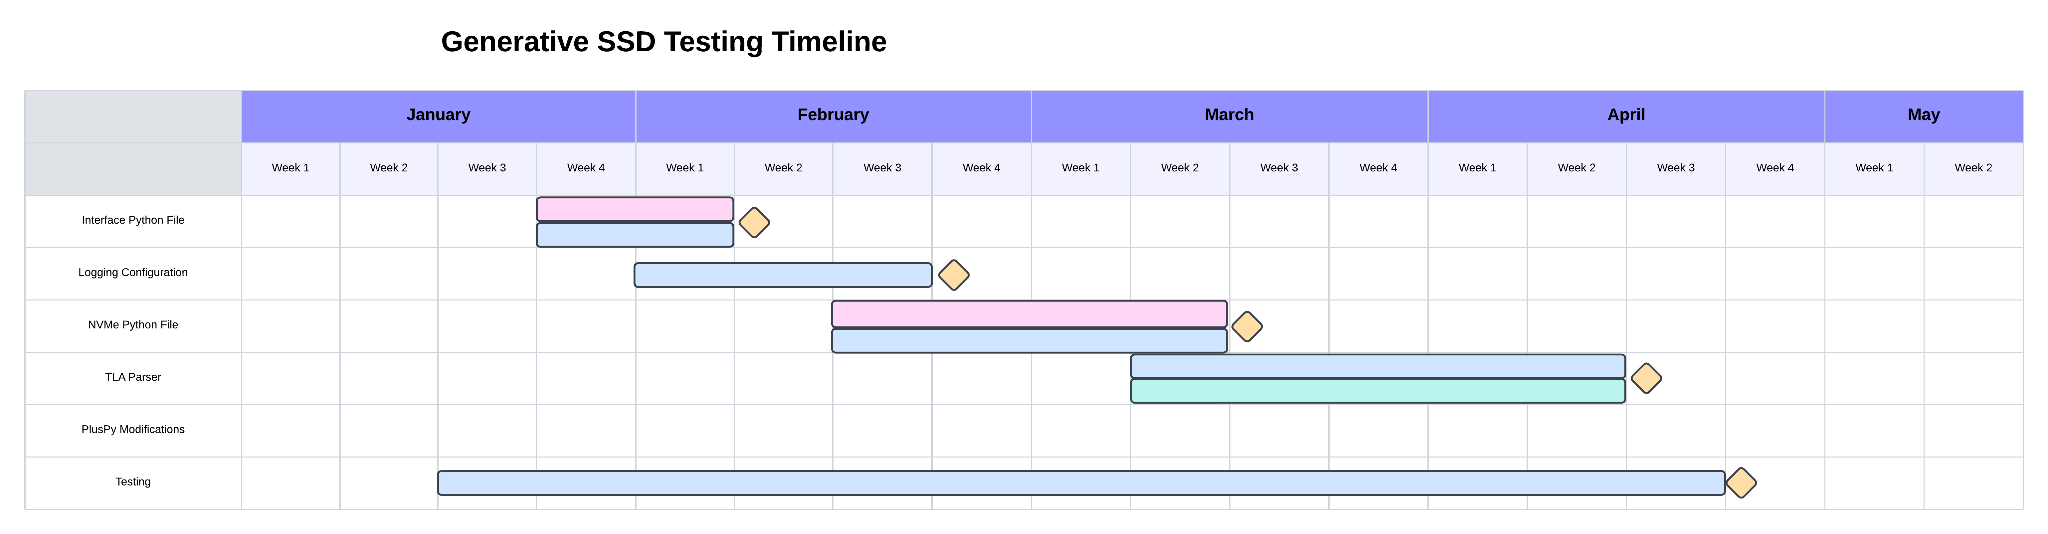 Generative SSD Testing Timeline
January February March April May
Week 1 Week 2 Week 3 Week 4 Week 1 Week 2 Week 3 Week 4 Week 1 Week 2 Week 3 Week 4 Week 1 Week 2 Week 3 Week 4 Week 1 Week 2
Interface Python File
Logging Configuration
NVMe Python File
TLA Parser
PlusPy Modifications
Testing